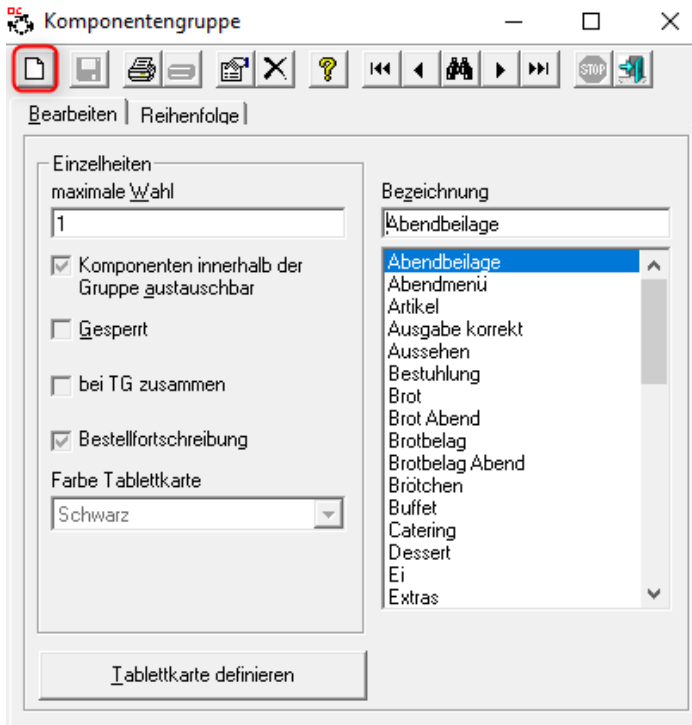 Komponentengruppe
STOP
Bearbeiten
Reihenfolge
Einzelheiten
maximale Wahl
1
Komponenten innerhalb der
Gruppe austauschbar
Gesperrt
bei TG zusammen
Bestellfortschreibung
Farbe Tablettkarte
Schwarz
Bezeichnung
Abendbeilage
Abendbeilage
Abendmenü
Artikel
Ausgabe korrekt
Aussehen
Bestuhlung
Brot
Brot Abend
Brotbelag
Brotbelag Abend
Brötchen
Buffet
Catering
Dessert
Ei
Extras
Tablettkarte definieren